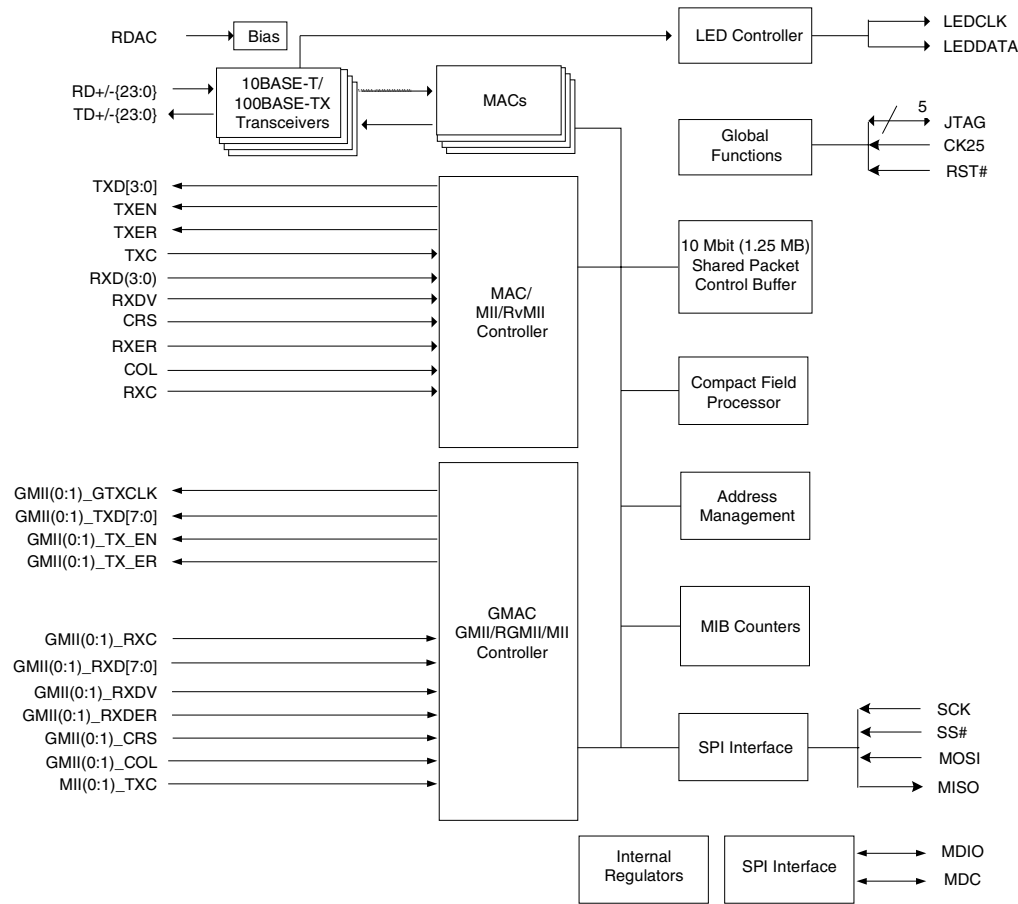 RDAC
Bias
LED Controller
LEDCLK
LEDDATA
RD+/-{23:0}
TD+/-{23:0}
10BASE-T/
100BASE-TX
Transceivers
MACs
Global
Functions
5
JTAG
CK25
RST#
TXD[3:0]
TXEN
TXER
TXC
RXD(3:0)
RXDV
CRS
RXER
COL
RXC
MAC/
MII/RvMII
Controller
10 Mbit (1.25 MB)
Shared Packet
Control Buffer
Compact Field
Processor
GMII(0:1)_GTXCLK
GMII(0:1)_TXD[7:0]
GMII(0:1)_TX_EN
GMII(0:1)_TX_ER
GMII(0:1)_RXC
GMII(0:1)_RXD[7:0]
GMII(0:1)_RXDV
GMII(0:1)_RXDER
GMII(0:1)_CRS
GMII(0:1)_COL
MII(0:1)_TXC
GMAC
GMII/RGMII/MII
Controller
Address
Management
MIB Counters
SPI Interface
SCK
SS#
MOSI
MISO
Internal
Regulators
SPI Interface
MDIO
MDC